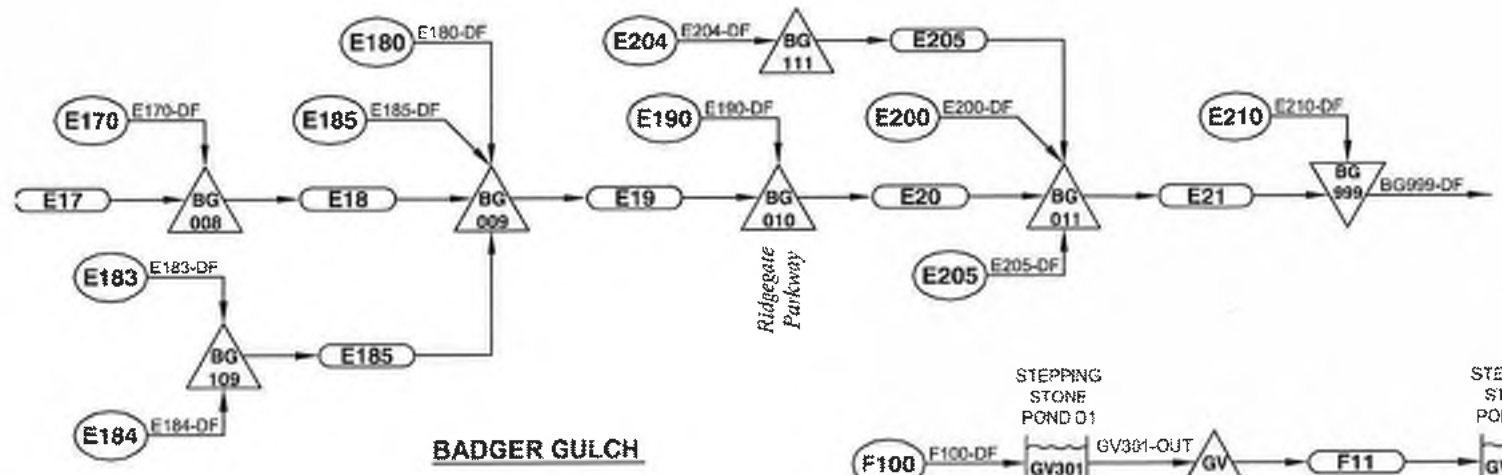 E180
E180-DF
E204
E204-DF
BG
111
E205
E170
E170-DF
E185
E185-DF
E190
E190-DF
E200
E200-DF
E210
E210-DF
E17
BG
008
E18
BG
009
E19
BG
010
E20
BG
011
E21
BG
999
BG999-DF
Ridgegate
Parkway
E183
E183-DF
E205
E205-DF
BG
109
E185
E184
E184-DF
BADGER GULCH
STEPPING
STONE
POND 01
F100
F100-DF
GV301
GV301-OUT
GV
F11